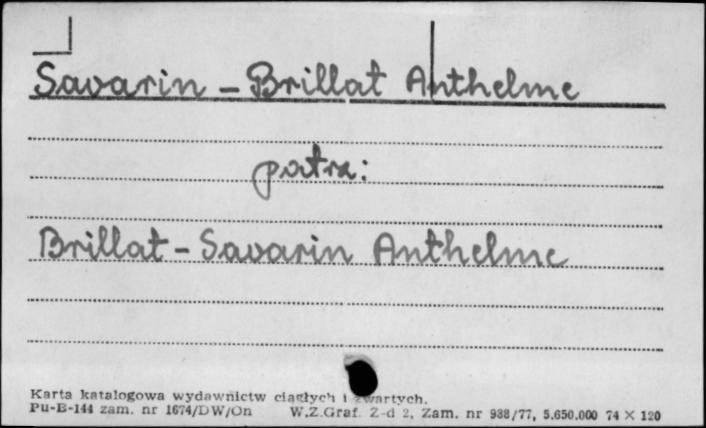 Savarin - Brillat Anthelme
patrz:
Brillat - Savarin Anthelme
Karta katalogowa wydawnictw ciągłych i zwartych.
Pu-B-144 zam. nr 1674/DW/On W.Z.Graf. Z-d 2, Zam. nr 988/77, 5.650.000 74 X 120